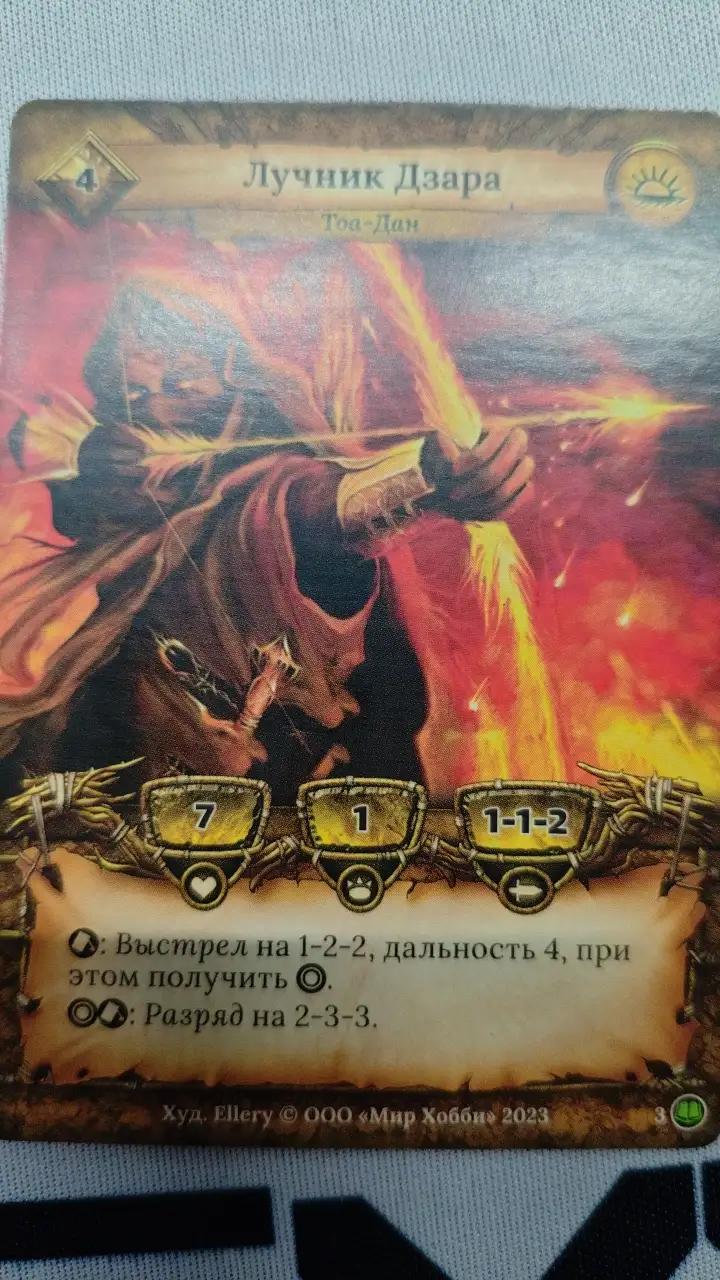 4
Лучник Дзара
Тоа-Дан
7 1 1-1-2
: Выстрел на 1-2-2, дальность 4, при
этом получить .
: Разряд на 2-3-3.
Худ. Ellery © ООО «Мир Хобби» 2023 3